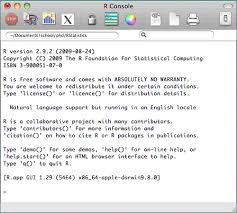 R Console
~/Documents/school/phd/RStatistics
R version 2.9.2 (2009-08-24)
Copyright (C) 2009 The R Foundation for Statistical Computing
ISBN 3-900051-07-0
R is free software and comes with ABSOLUTELY NO WARRANTY.
You are welcome to redistribute it under certain conditions.
Type 'license()' or 'licence()' for distribution details.
Natural language support but running in an English locale
R is a collaborative project with many contributors.
Type 'contributors()' for more information and
'citation()' on how to cite R or R packages in publications.
Type 'demo()' for some demos, 'help()' for on-line help, or
'help.start()' for an HTML browser interface to help.
Type 'q()' to quit R.
[R.app GUI 1.29 (5464) x86_64-apple-darwin9.8.0]
>